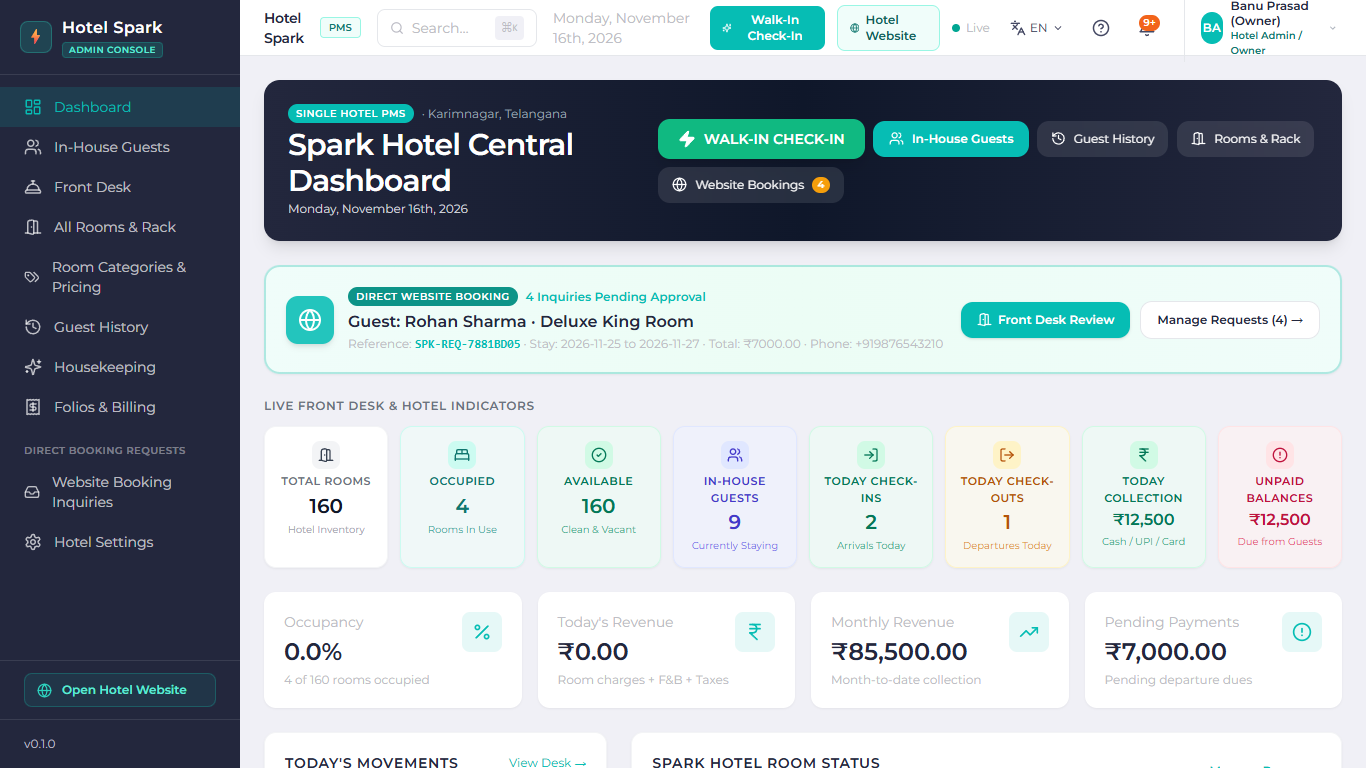 Hotel Spark
ADMIN CONSOLE
Dashboard
In-House Guests
Front Desk
All Rooms & Rack
Room Categories &
Pricing
Guest History
Housekeeping
Folios & Billing
DIRECT BOOKING REQUESTS
Website Booking
Inquiries
Hotel Settings
Open Hotel Website
v0.1.0
Hotel
Spark
PMS
Search...
⌘K
Monday, November
16th, 2026
Walk-In
Check-In
Hotel
Website
Live
EN
9+
BA
Banu Prasad
(Owner)
Hotel Admin /
Owner
SINGLE HOTEL PMS · Karimnagar, Telangana
Spark Hotel Central
Dashboard
Monday, November 16th, 2026
WALK-IN CHECK-IN
In-House Guests
Guest History
Rooms & Rack
Website Bookings 4
DIRECT WEBSITE BOOKING 4 Inquiries Pending Approval
Guest: Rohan Sharma · Deluxe King Room
Reference: SPK-REQ-7881BD05 · Stay: 2026-11-25 to 2026-11-27 · Total: ₹7000.00 · Phone: +919876543210
Front Desk Review
Manage Requests (4) →
LIVE FRONT DESK & HOTEL INDICATORS
TOTAL ROOMS
160
Hotel Inventory
OCCUPIED
4
Rooms In Use
AVAILABLE
160
Clean & Vacant
IN-HOUSE
GUESTS
9
Currently Staying
TODAY CHECK-
INS
2
Arrivals Today
TODAY CHECK-
OUTS
1
Departures Today
TODAY
COLLECTION
₹12,500
Cash / UPI / Card
UNPAID
BALANCES
₹12,500
Due from Guests
Occupancy
0.0%
4 of 160 rooms occupied
Today's Revenue
₹0.00
Room charges + F&B + Taxes
Monthly Revenue
₹85,500.00
Month-to-date collection
Pending Payments
₹7,000.00
Pending departure dues
TODAY'S MOVEMENTS
View Desk →
SPARK HOTEL ROOM STATUS